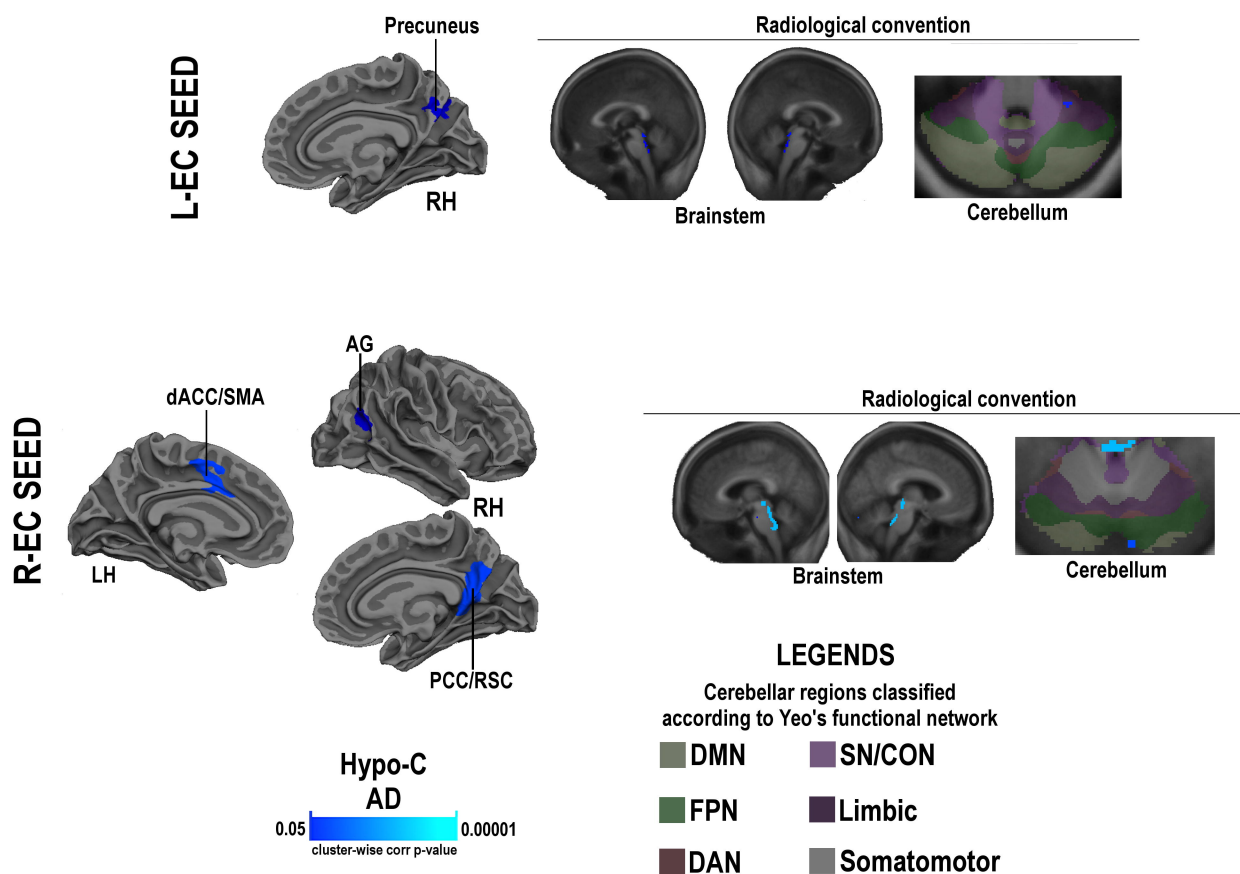 L-EC SEED
Precuneus
RH
Radiological convention
Brainstem
Cerebellum
R-EC SEED
dACC/SMA
LH
AG
RH
PCC/RSC
Radiological convention
Brainstem
Cerebellum
Hypo-C
AD
0.05 0.00001
cluster-wise corr p-value
LEGENDS
Cerebellar regions classified
according to Yeo's functional network
DMN SN/CON
FPN Limbic
DAN Somatomotor